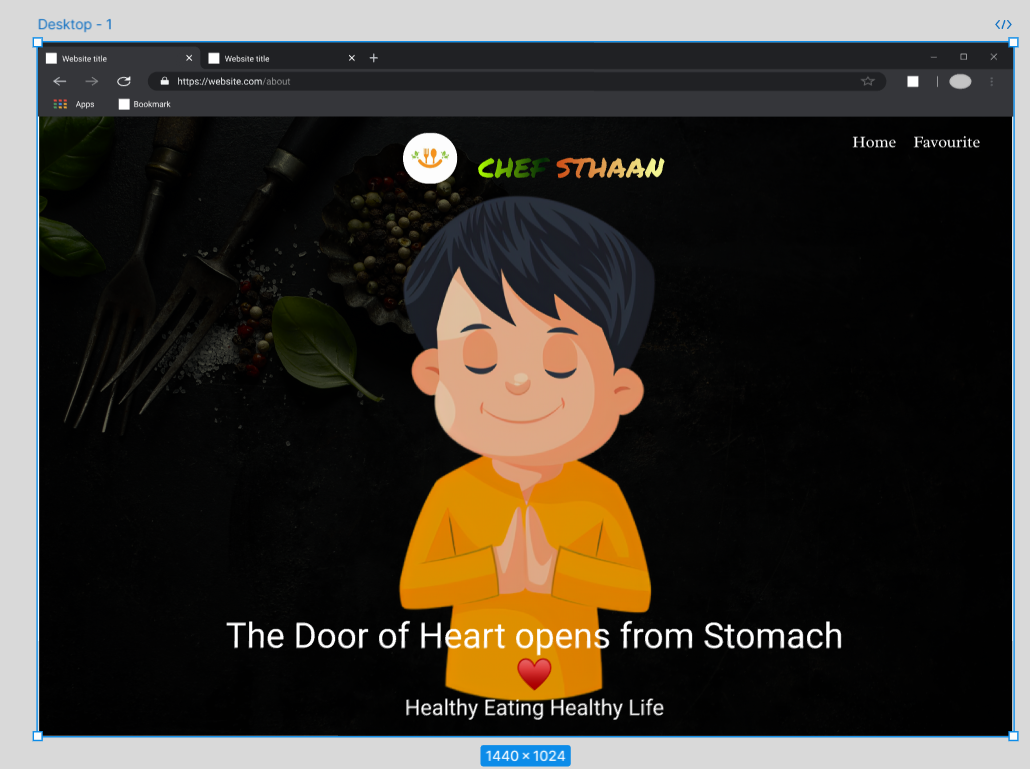 Desktop - 1
</>
Website title
Website title
https://website.com/about
Apps
Bookmark
Home Favourite
CHEF STHAAN
The Door of Heart opens from Stomach
Healthy Eating Healthy Life
1440 × 1024